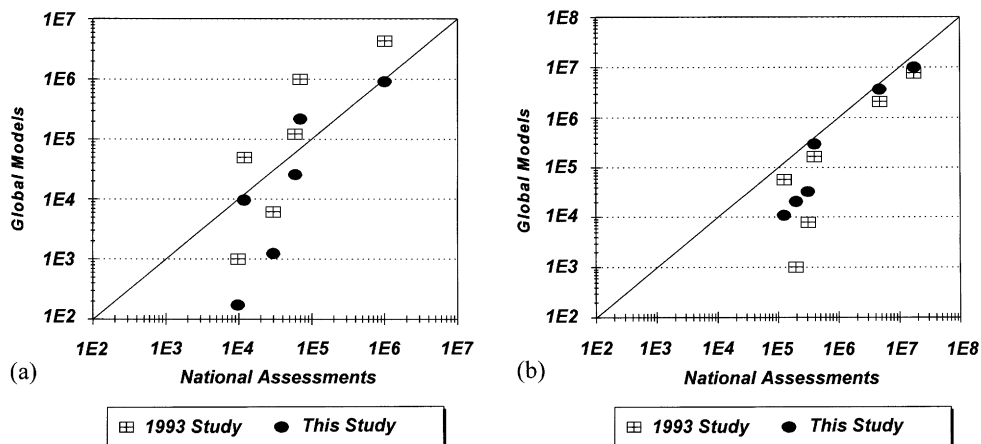 1E7
1E6
1E5
1E4
1E3
1E2
Global Models
1E2 1E3 1E4 1E5 1E6 1E7
(a)
National Assessments
1993 Study This Study
1E8
1E7
1E6
1E5
1E4
1E3
1E2
Global Models
1E2 1E3 1E4 1E5 1E6 1E7 1E8
(b)
National Assessments
1993 Study This Study